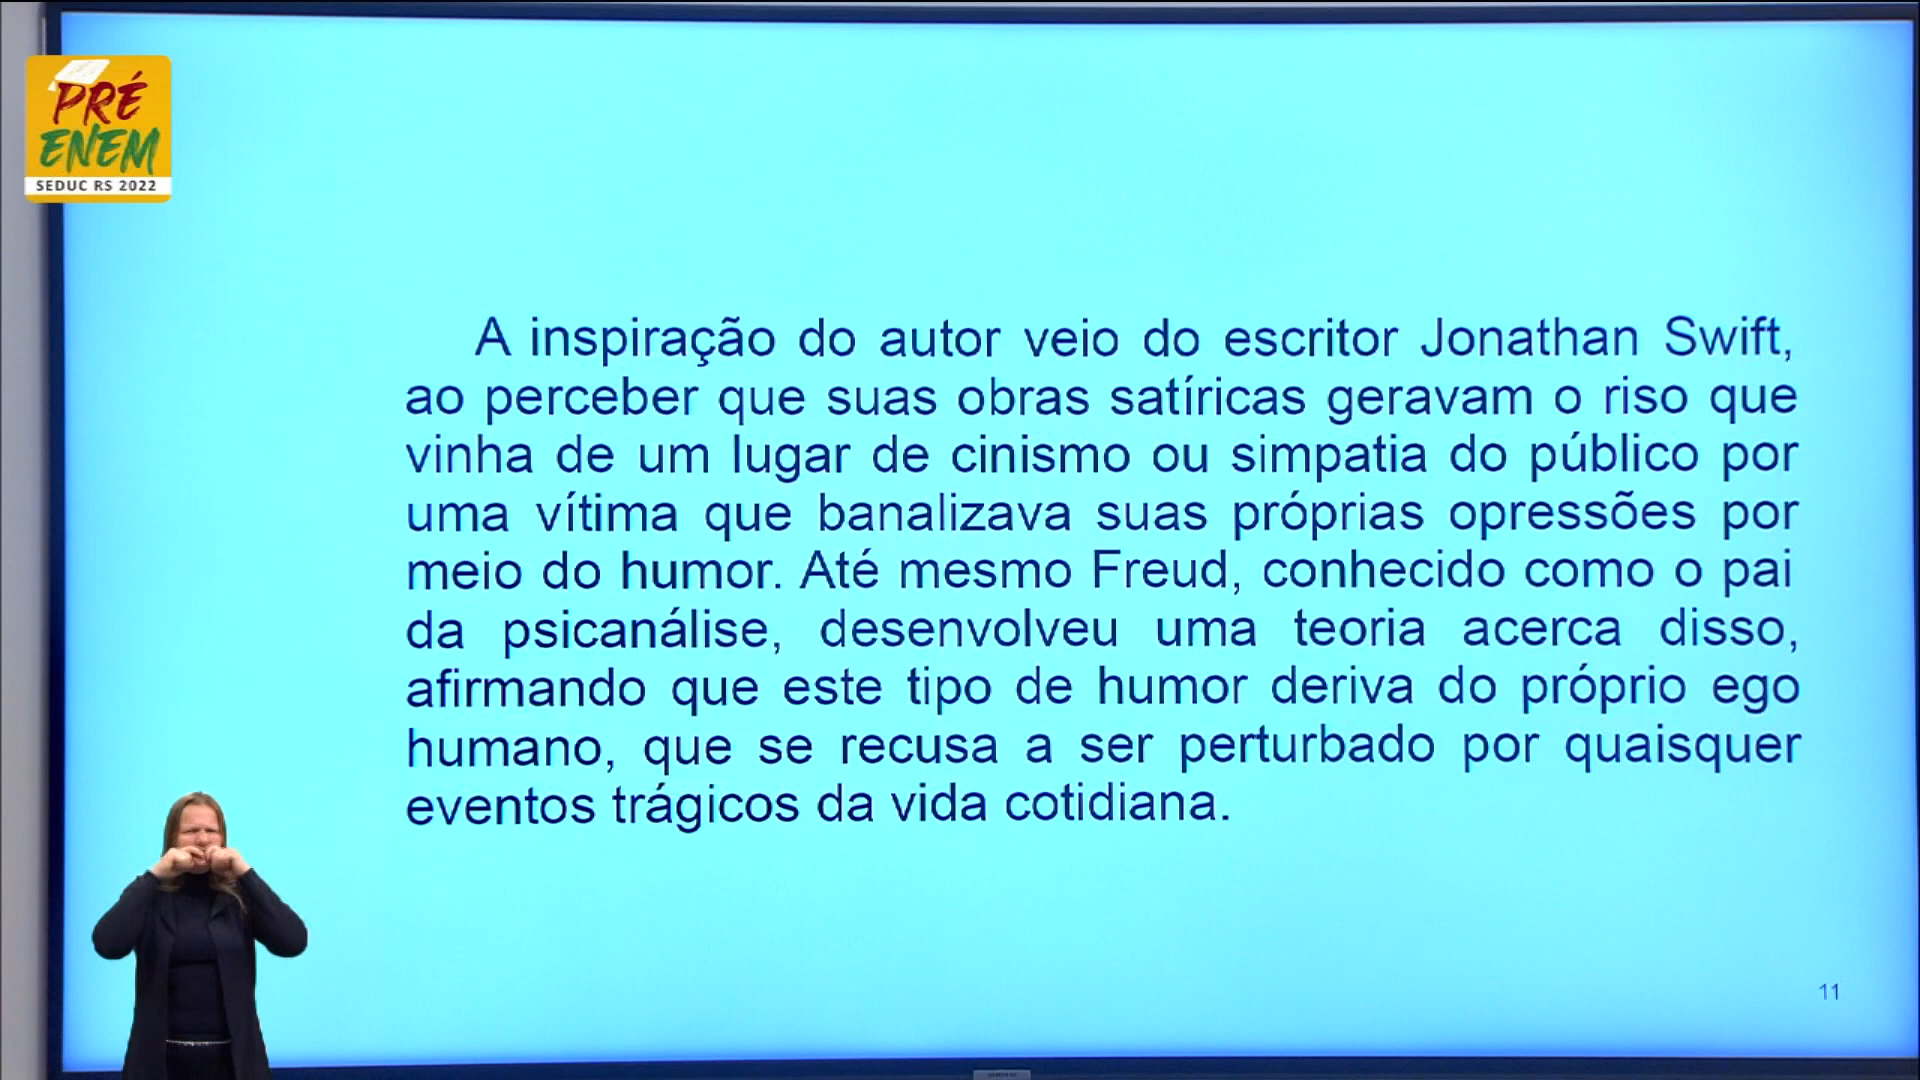 PRÉ
ENEM
SEDUC RS 2022
A inspiração do autor veio do escritor Jonathan Swift,
ao perceber que suas obras satíricas geravam o riso que
vinha de um lugar de cinismo ou simpatia do público por
uma vítima que banalizava suas próprias opressões por
meio do humor. Até mesmo Freud, conhecido como o pai
da psicanálise, desenvolveu uma teoria acerca disso,
afirmando que este tipo de humor deriva do próprio ego
humano, que se recusa a ser perturbado por quaisquer
eventos trágicos da vida cotidiana.
11